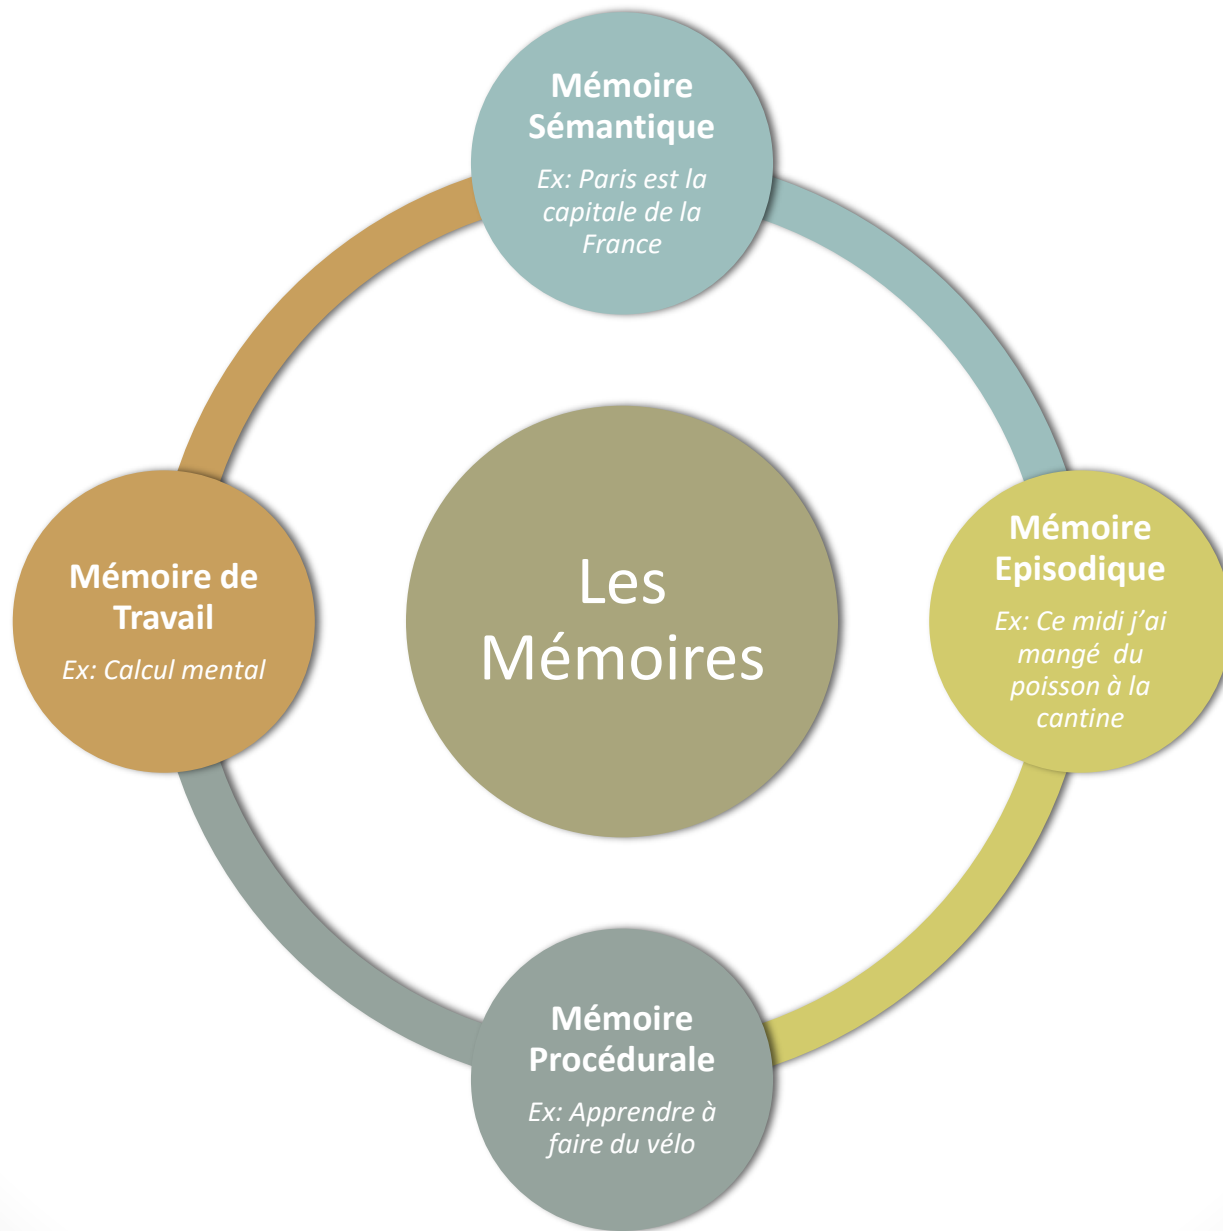 Mémoire
Sémantique
Ex: Paris est la
capitale de la
France
Mémoire
Episodique
Ex: Ce midi j’ai
mangé du
poisson à la
cantine
Mémoire
Procédurale
Ex: Apprendre à
faire du vélo
Mémoire de
Travail
Ex: Calcul mental
Les
Mémoires